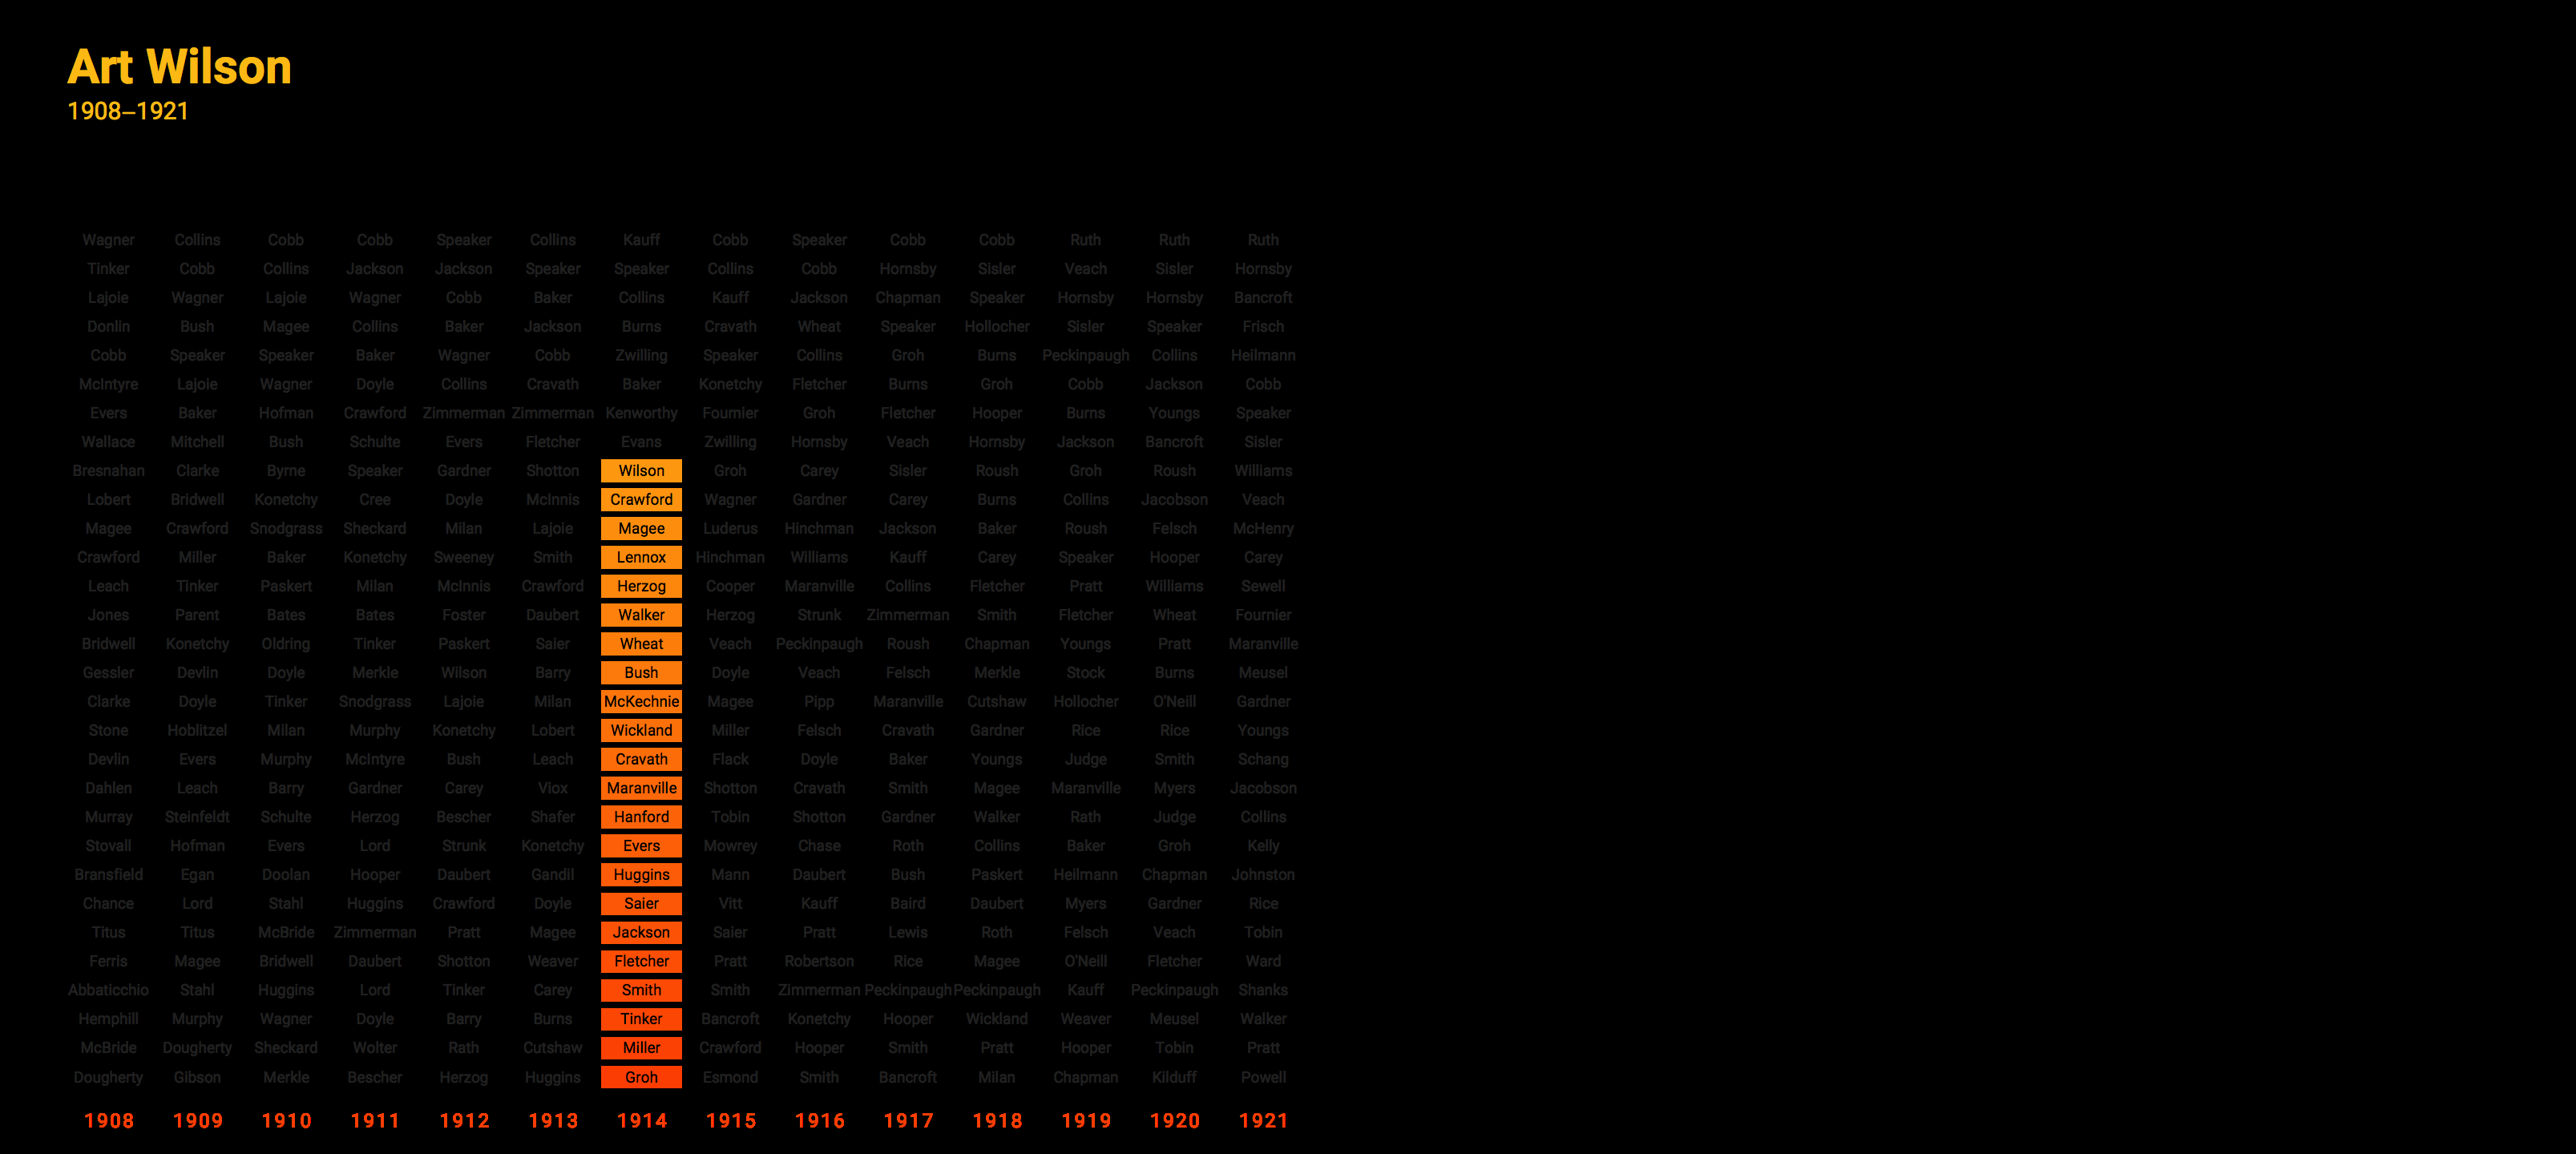 Art Wilson
1908–1921
Wagner Collins Cobb Cobb Speaker Collins Kauff Cobb Speaker Cobb Cobb Ruth Ruth Ruth
Tinker Cobb Collins Jackson Jackson Speaker Speaker Collins Cobb Hornsby Sisler Veach Sisler Hornsby
Lajoie Wagner Lajoie Wagner Cobb Baker Collins Kauff Jackson Chapman Speaker Hornsby Hornsby Bancroft
Donlin Bush Magee Collins Baker Jackson Burns Cravath Wheat Speaker Hollocher Sisler Speaker Frisch
Cobb Speaker Speaker Baker Wagner Cobb Zwilling Speaker Collins Groh Burns Peckinpaugh Collins Heilmann
McIntyre Lajoie Wagner Doyle Collins Cravath Baker Konetchy Fletcher Burns Groh Cobb Jackson Cobb
Evers Baker Hofman Crawford Zimmerman Zimmerman Kenworthy Fournier Groh Fletcher Hooper Burns Youngs Speaker
Wallace Mitchell Bush Schulte Evers Fletcher Evans Zwilling Hornsby Veach Hornsby Jackson Bancroft Sisler
Bresnahan Clarke Byrne Speaker Gardner Shotton Wilson Groh Carey Sisler Roush Groh Roush Williams
Lobert Bridwell Konetchy Cree Doyle McInnis Crawford Wagner Gardner Carey Burns Collins Jacobson Veach
Magee Crawford Snodgrass Sheckard Milan Lajoie Magee Luderus Hinchman Jackson Baker Roush Felsch McHenry
Crawford Miller Baker Konetchy Sweeney Smith Lennox Hinchman Williams Kauff Carey Speaker Hooper Carey
Leach Tinker Paskert Milan McInnis Crawford Herzog Cooper Maranville Collins Fletcher Pratt Williams Sewell
Jones Parent Bates Bates Foster Daubert Walker Herzog Strunk Zimmerman Smith Fletcher Wheat Fournier
Bridwell Konetchy Oldring Tinker Paskert Saier Wheat Veach Peckinpaugh Roush Chapman Youngs Pratt Maranville
Gessler Devlin Doyle Merkle Wilson Barry Bush Doyle Veach Felsch Merkle Stock Burns Meusel
Clarke Doyle Tinker Snodgrass Lajoie Milan McKechnie Magee Pipp Maranville Cutshaw Hollocher O'Neill Gardner
Stone Hoblitzel Milan Murphy Konetchy Lobert Wickland Miller Felsch Cravath Gardner Rice Rice Youngs
Devlin Evers Murphy McIntyre Bush Leach Cravath Flack Doyle Baker Youngs Judge Smith Schang
Dahlen Leach Barry Gardner Carey Viox Maranville Shotton Cravath Smith Magee Maranville Myers Jacobson
Murray Steinfeldt Schulte Herzog Bescher Shafer Hanford Tobin Shotton Gardner Walker Rath Judge Collins
Stovall Hofman Evers Lord Strunk Konetchy Evers Mowrey Chase Roth Collins Baker Groh Kelly
Bransfield Egan Doolan Hooper Daubert Gandil Huggins Mann Daubert Bush Paskert Heilmann Chapman Johnston
Chance Lord Stahl Huggins Crawford Doyle Saier Vitt Kauff Baird Daubert Myers Gardner Rice
Titus Titus McBride Zimmerman Pratt Magee Jackson Saier Pratt Lewis Roth Felsch Veach Tobin
Ferris Magee Bridwell Daubert Shotton Weaver Fletcher Pratt Robertson Rice Magee O'Neill Fletcher Ward
Abbaticchio Stahl Huggins Lord Tinker Carey Smith Smith Zimmerman Peckinpaugh Peckinpaugh Kauff Peckinpaugh Shanks
Hemphill Murphy Wagner Doyle Barry Burns Tinker Bancroft Konetchy Hooper Wickland Weaver Meusel Walker
McBride Dougherty Sheckard Wolter Rath Cutshaw Miller Crawford Hooper Smith Pratt Hooper Tobin Pratt
Dougherty Gibson Merkle Bescher Herzog Huggins Groh Esmond Smith Bancroft Milan Chapman Kilduff Powell
1908 1909 1910 1911 1912 1913 1914 1915 1916 1917 1918 1919 1920 1921